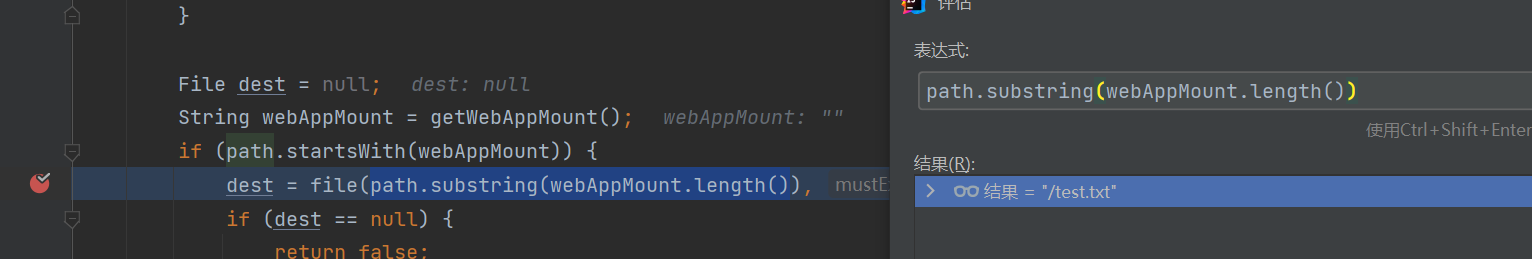 }
File dest = null;   dest: null
String webAppMount = getWebAppMount();   webAppMount: ""
if (path.startsWith(webAppMount)) {
dest = file(path.substring(webAppMount.length()),
if (dest == null) {
return false;
评估
表达式:
path.substring(webAppMount.length())
使用Ctrl+Shift+Enter
结果(R):
结果 = "/test.txt"